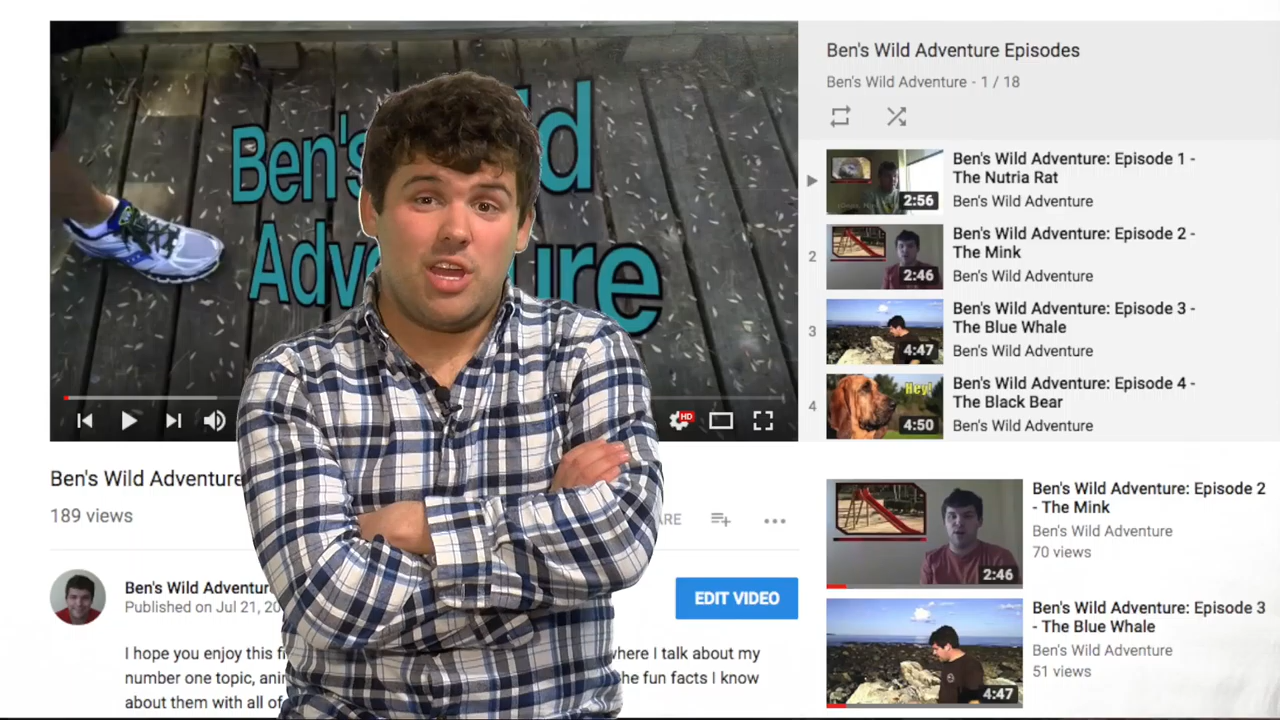 Ben's
Adv
ure
HD
Ben's Wild Adventure
189 views
ARE
Ben's Wild Adventure
Published on Jul 21, 20
EDIT VIDEO
I hope you enjoy this fi
where I talk about my
number one topic, ani
the fun facts I know
about them with all of
Ben's Wild Adventure Episodes
Ben's Wild Adventure - 1 / 18
Ben's Wild Adventure: Episode 1 -
The Nutria Rat
Ben's Wild Adventure
2:56
2
Ben's Wild Adventure: Episode 2 -
The Mink
Ben's Wild Adventure
2:46
3
Ben's Wild Adventure: Episode 3 -
The Blue Whale
Ben's Wild Adventure
4:47
4
Hey!
Ben's Wild Adventure: Episode 4 -
The Black Bear
Ben's Wild Adventure
4:50
Ben's Wild Adventure: Episode 2
- The Mink
Ben's Wild Adventure
70 views
2:46
Ben's Wild Adventure: Episode 3
- The Blue Whale
Ben's Wild Adventure
51 views
4:47